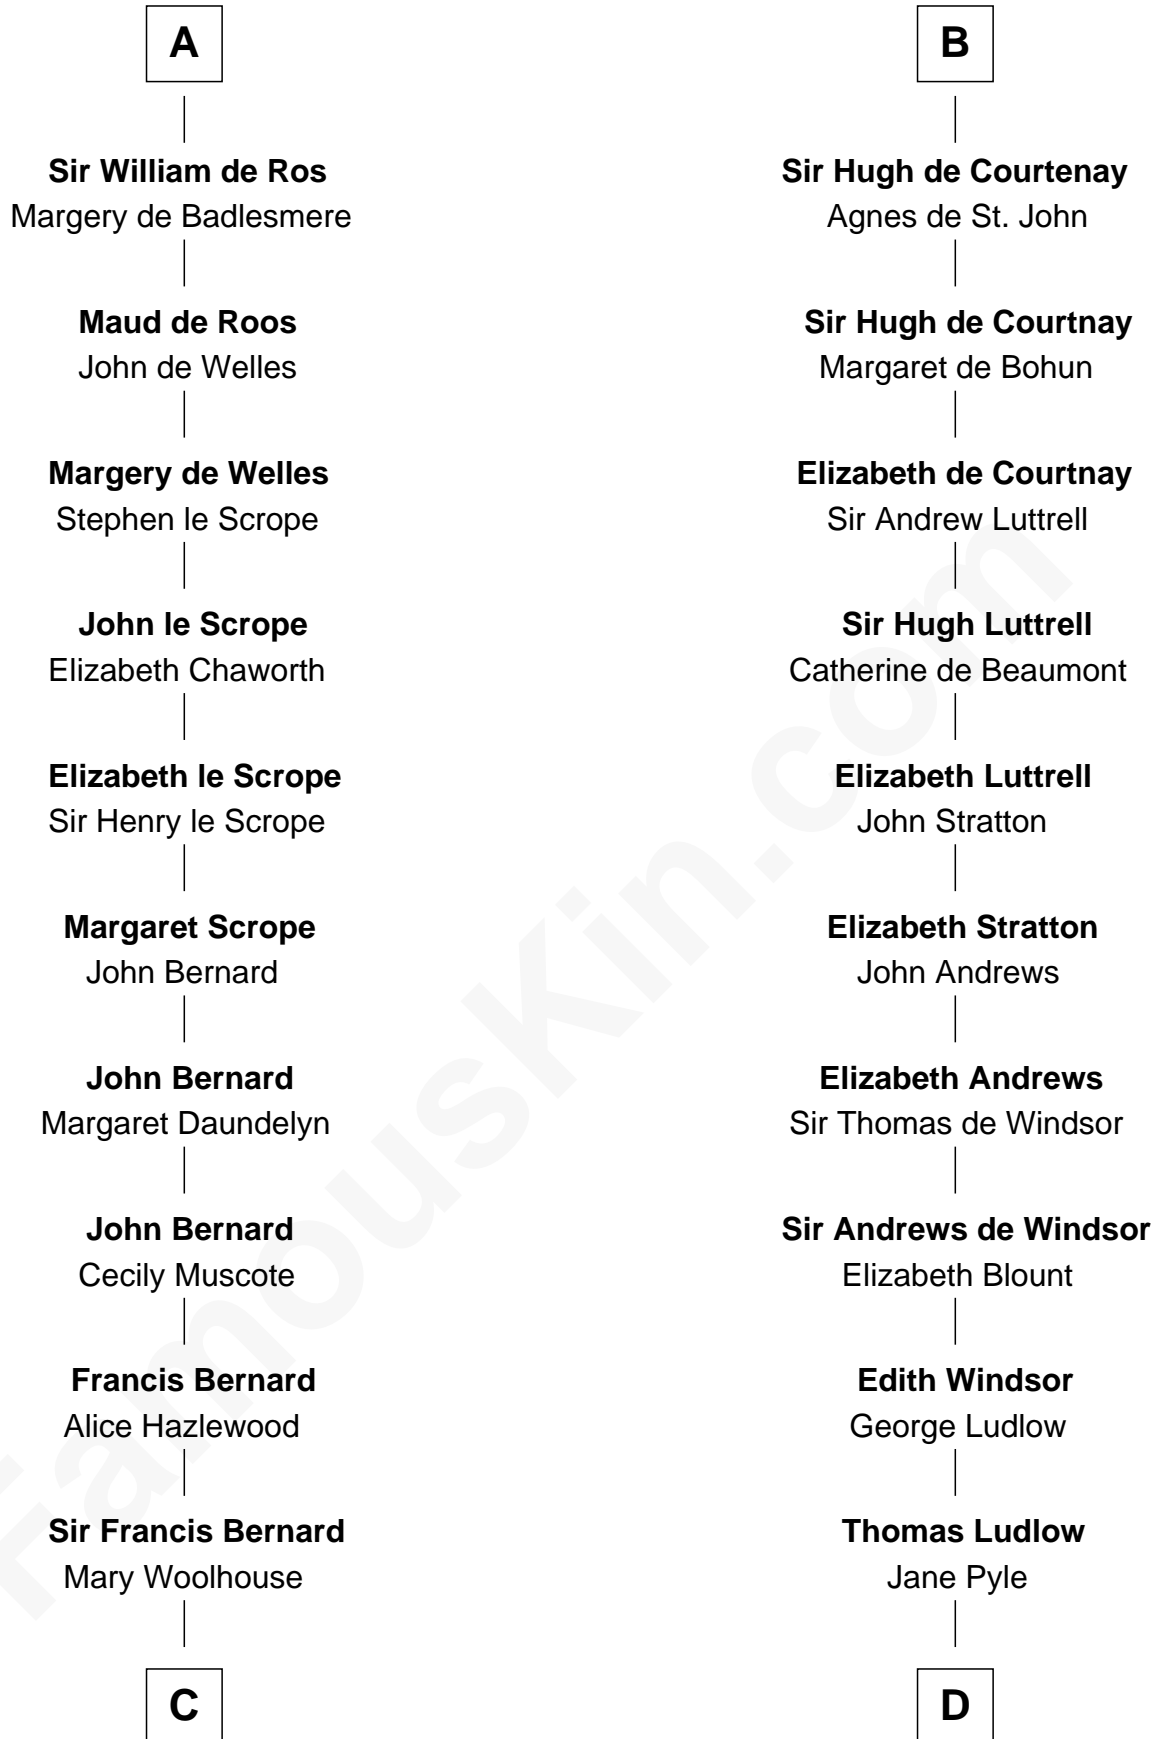 A
Sir William de Ros
Margery de Badlesmere
Maud de Roos
John de Welles
Margery de Welles
Stephen le Scrope
John le Scrope
Elizabeth Chaworth
Elizabeth le Scrope
Sir Henry le Scrope
Margaret Scrope
John Bernard
John Bernard
Margaret Daundelyn
John Bernard
Cecily Muscote
Francis Bernard
Alice Hazlewood
Sir Francis Bernard
Mary Woolhouse
C
B
Sir Hugh de Courtenay
Agnes de St. John
Sir Hugh de Courtnay
Margaret de Bohun
Elizabeth de Courtnay
Sir Andrew Luttrell
Sir Hugh Luttrell
Catherine de Beaumont
Elizabeth Luttrell
John Stratton
Elizabeth Stratton
John Andrews
Elizabeth Andrews
Sir Thomas de Windsor
Sir Andrews de Windsor
Elizabeth Blount
Edith Windsor
George Ludlow
Thomas Ludlow
Jane Pyle
D
FamousKin.com